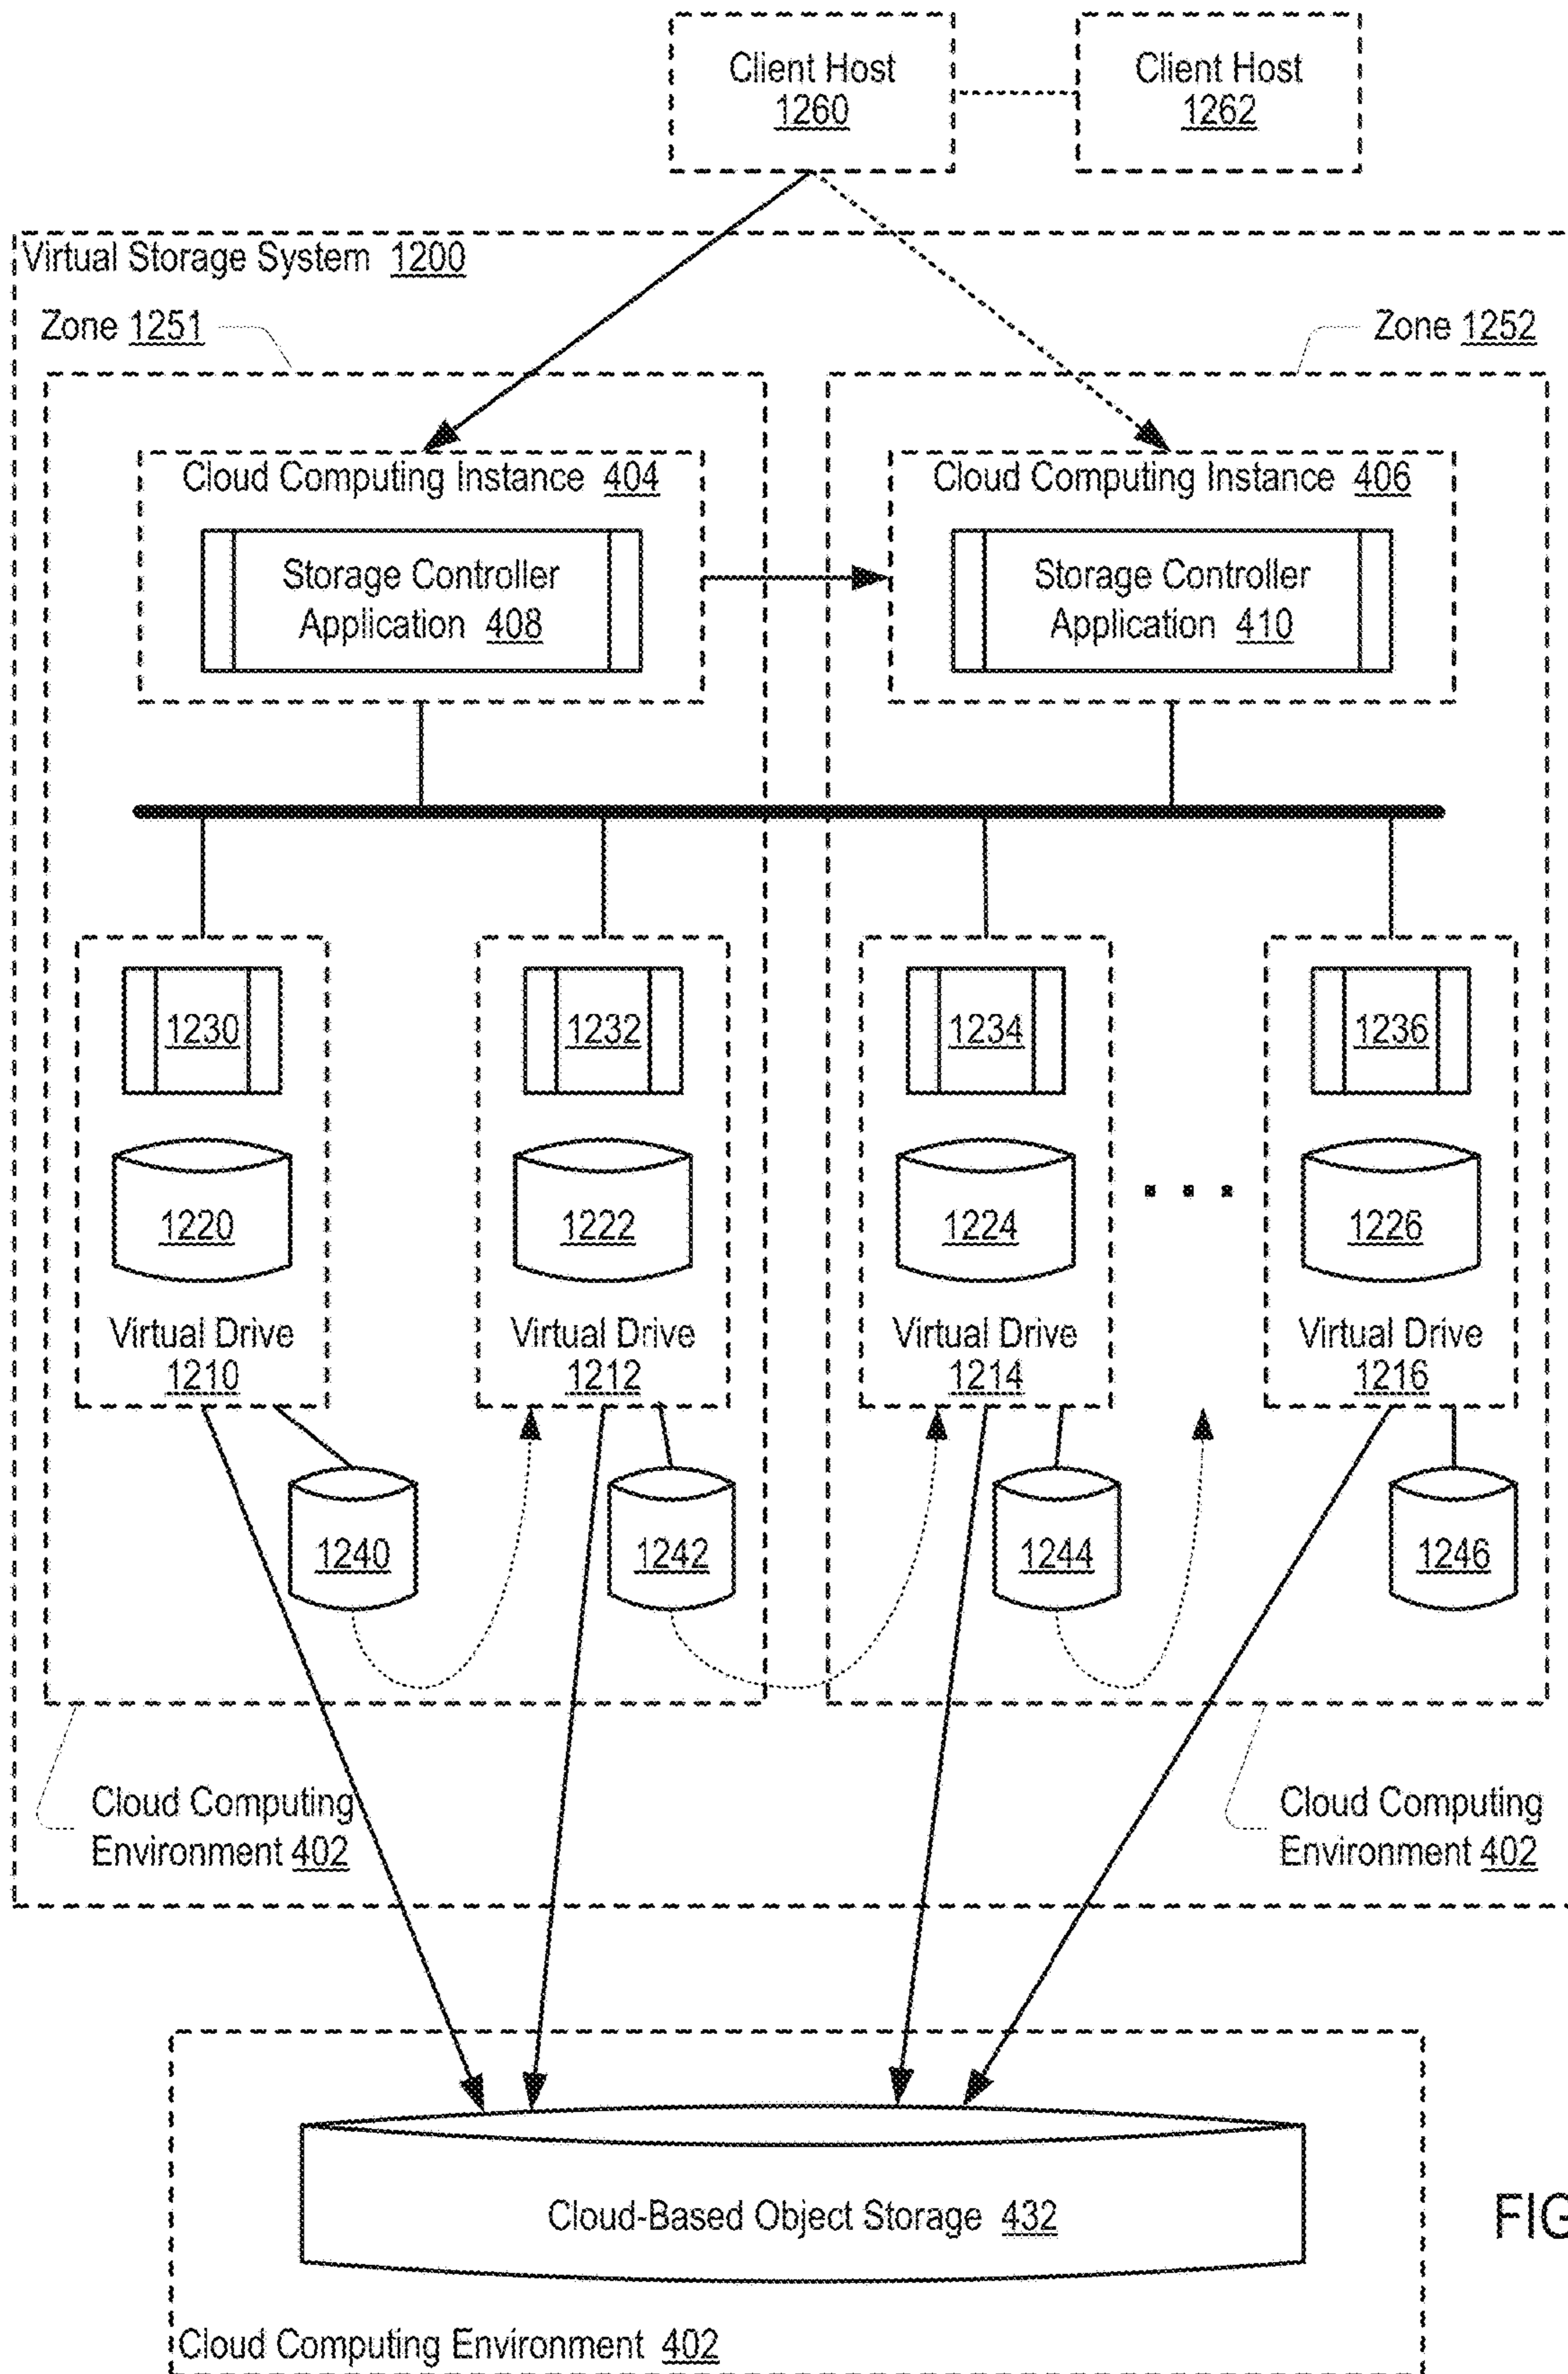 Client Host
1260
Client Host
1262
Virtual Storage System 1200
Zone 1251
Zone 1252
Cloud Computing Instance 404
Storage Controller
Application 408
Cloud Computing Instance 406
Storage Controller
Application 410
1230
1232
1234
1236
1220
1222
1224
1226
Virtual Drive
1210
Virtual Drive
1212
Virtual Drive
1214
Virtual Drive
1216
1240
1242
1244
1246
Cloud Computing
Environment 402
Cloud Computing
Environment 402
Cloud-Based Object Storage 432
FIG
Cloud Computing Environment 402